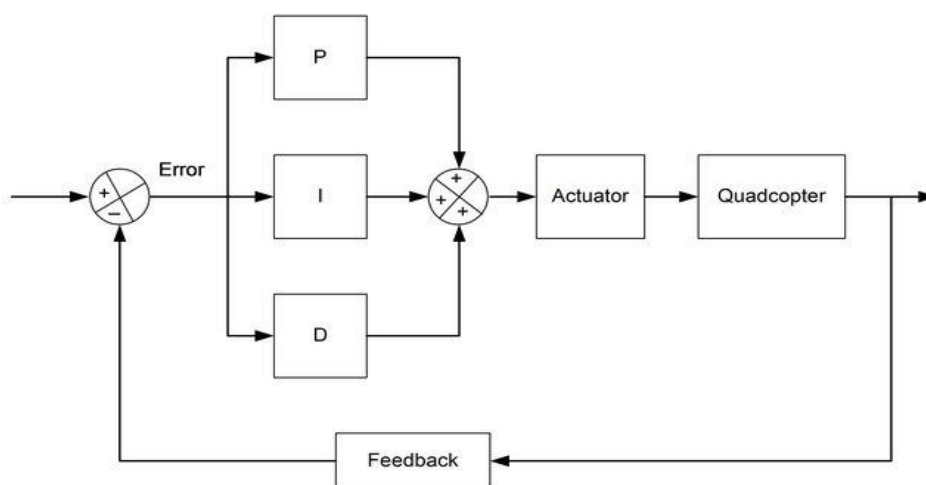 P
Error
+
−
I
+
+
+
Actuator
Quadcopter
D
Feedback